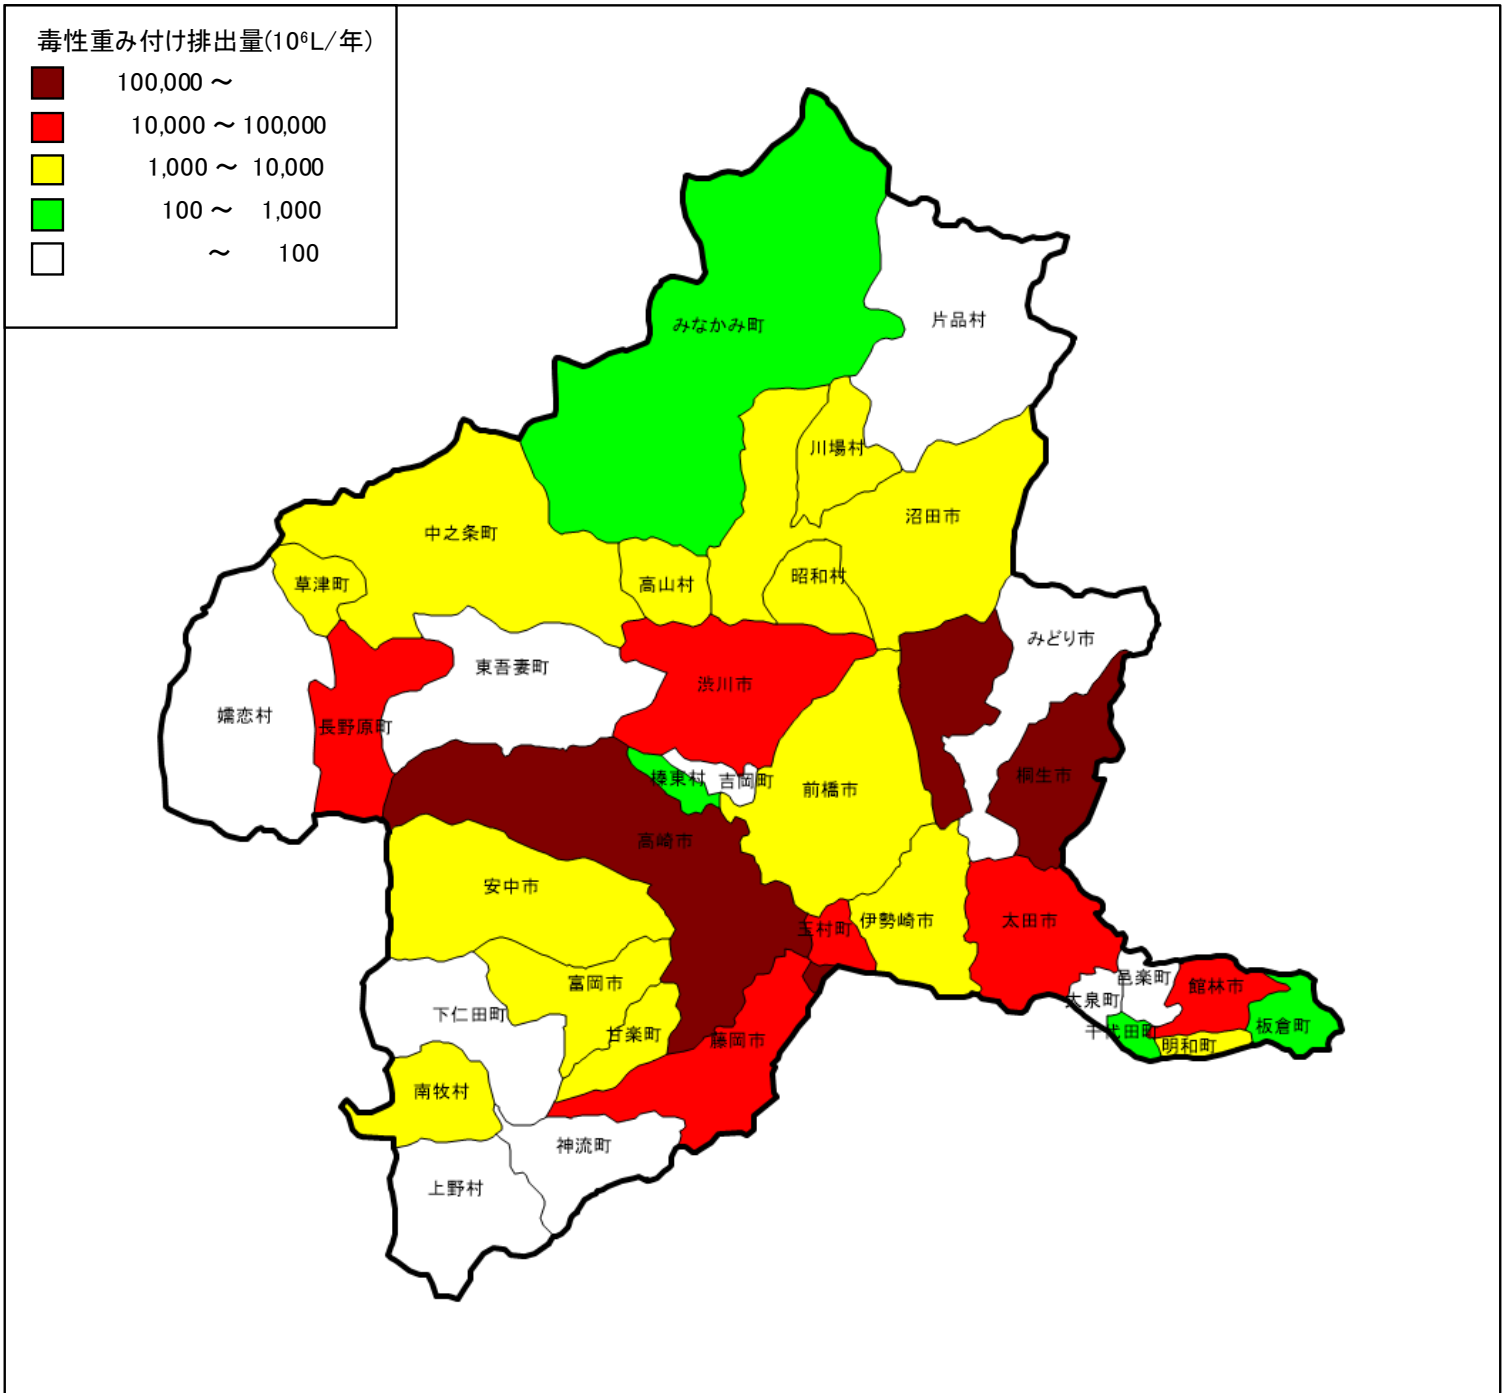 毒性重み付け排出量(10⁶L/年)
100,000 ～
10,000 ～ 100,000
1,000 ～ 10,000
100 ～ 1,000
～ 100
みなかみ町
片品村
川場村
沼田市
中之条町
昭和村
草津町
高山村
みどり市
東吾妻町
渋川市
嬬恋村
長野原町
桐生市
榛東村
吉岡町
前橋市
高崎市
安中市
玉村町
伊勢崎市
太田市
富岡市
邑楽町
館林市
大泉町
下仁田町
板倉町
甘楽町
千代田町
藤岡市
明和町
南牧村
神流町
上野村